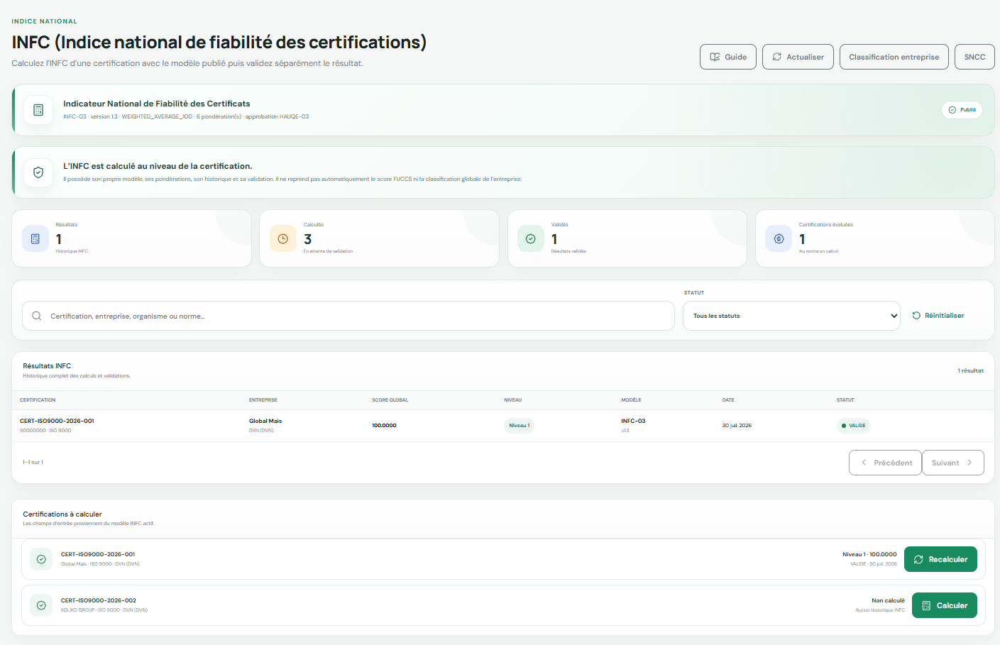 INDICE NATIONAL
INFC (Indice national de fiabilité des certifications)
Calculez l'INFC d'une certification avec le modèle publié puis validez séparément le résultat.
Guide
Actualiser
Classification entreprise
SNCC
Indicateur National de Fiabilité des Certificats
INFC-03 · version 1.3 · WEIGHTED_AVERAGE_100 · 6 pondération(s) · approbation HAUQE-03
Publié
L'INFC est calculé au niveau de la certification.
Il possède son propre modèle, ses pondérations, son historique et sa validation. Il ne reprend pas automatiquement le score FUCCS ni la classification globale de l'entreprise.
Résultats
1
Historique INFC
Calculés
3
En attente de validation
Validés
1
Résultats validés
Certifications évaluées
1
Au moins un calcul
STATUT
Certification, entreprise, organisme ou norme...
Tous les statuts
Réinitialiser
Résultats INFC
Historique complet des calculs et validations.
1 résultat
CERTIFICATION ENTREPRISE SCORE GLOBAL NIVEAU MODÈLE DATE STATUT
CERT-ISO9000-2026-001 Global Mais 100.0000 Niveau 1 INFC-03 30 juil. 2026 VALIDE
90000000 · ISO 9000 DVN (DVN) v1.3
1–1 sur 1
Précédent
Suivant
Certifications à calculer
Les champs d'entrée proviennent du modèle INFC actif.
CERT-ISO9000-2026-001
Global Mais · ISO 9000 · DVN (DVN)
Niveau 1 · 100.0000
VALIDE · 30 juil. 2026
Recalculer
CERT-ISO9000-2026-002
KOLIKO GROUP · ISO 9000 · DVN (DVN)
Non calculé
Aucun historique INFC
Calculer